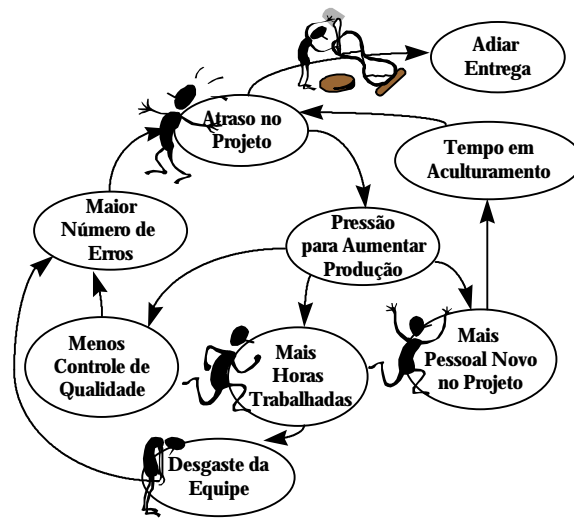 Adiar
Entrega
Atraso no
Projeto
Tempo em
Aculturamento
Maior
Número de
Erros
Pressão
para Aumentar
Produção
Menos
Controle de
Qualidade
Mais
Horas
Trabalhadas
Mais
Pessoal Novo
no Projeto
Desgaste da
Equipe